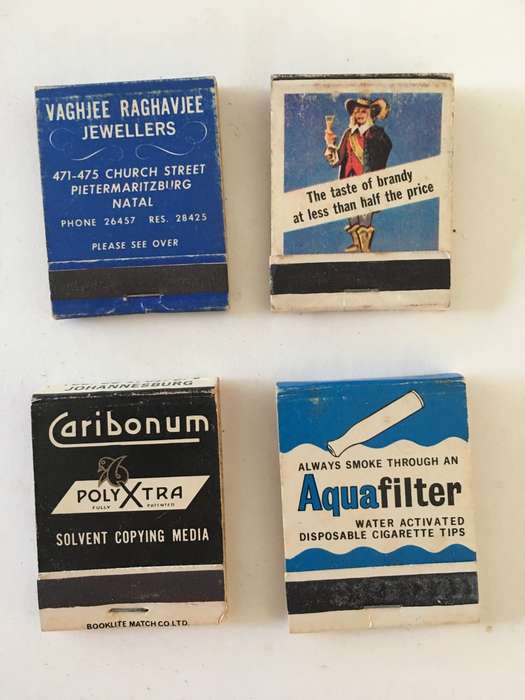 VAGHJEE RAGHAVJEE
JEWELLERS
471-475 CHURCH STREET
PIETERMARITZBURG
NATAL
PHONE 26457 RES. 28425
PLEASE SEE OVER
The taste of brandy
at less than half the price
JOHANNESBURG
Caribonum
POLYXTRA
FULLY PATENTED
SOLVENT COPYING MEDIA
BOOKLITE MATCH CO. LTD.
ALWAYS SMOKE THROUGH AN
Aquafilter
WATER ACTIVATED
DISPOSABLE CIGARETTE TIPS